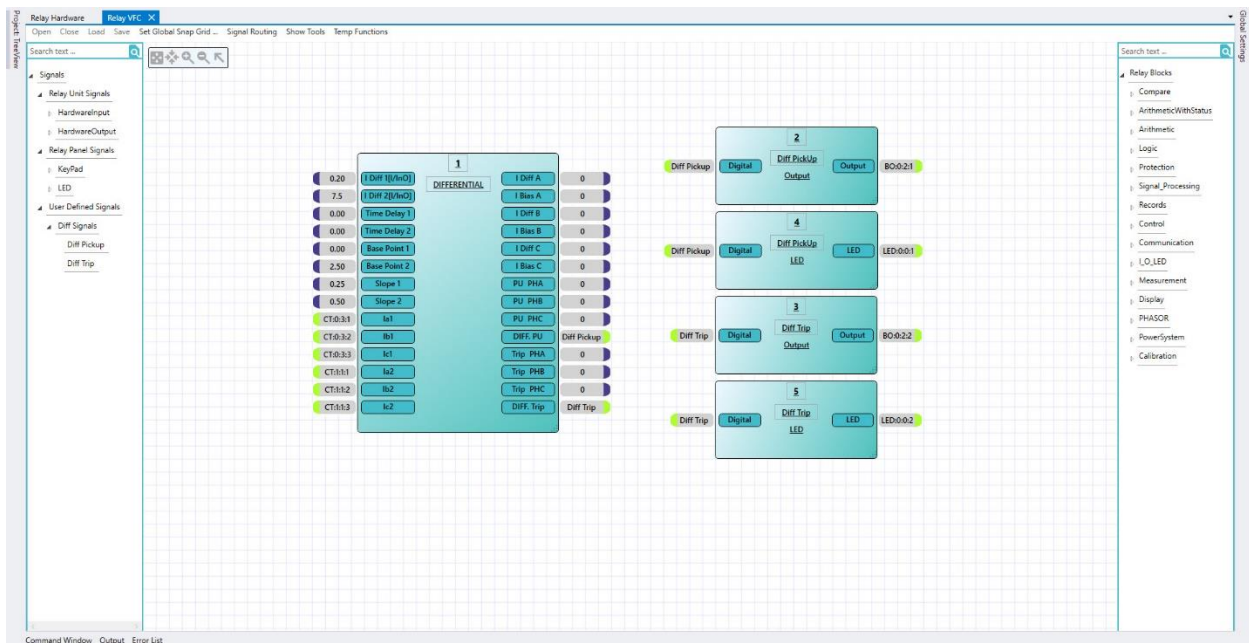 Project: TreeView
Relay Hardware
Relay VFC X
Open Close Load Save Set Global Snap Grid ... Signal Routing Show Tools Temp Functions
Search text ...
Signals
Relay Unit Signals
HardwareInput
HardwareOutput
Relay Panel Signals
KeyPad
LED
User Defined Signals
Diff Signals
Diff Pickup
Diff Trip
1
DIFFERENTIAL
0.20 I Diff 1[I/InO] I Diff A 0
7.5 I Diff 2[I/InO] I Bias A 0
0.00 Time Delay 1 I Diff B 0
0.00 Time Delay 2 I Bias B 0
0.00 Base Point 1 I Diff C 0
2.50 Base Point 2 I Bias C 0
0.25 Slope 1 PU PHA 0
0.50 Slope 2 PU PHB 0
CT:0:3:1 Ia1 PU PHC 0
CT:0:3:2 Ib1 DIFF. PU Diff Pickup
CT:0:3:3 Ic1 Trip PHA 0
CT:1:1:1 Ia2 Trip PHB 0
CT:1:1:2 Ib2 Trip PHC 0
CT:1:1:3 Ic2 DIFF. Trip Diff Trip
2
Diff Pickup Digital Diff PickUp Output BO:0:2:1
Output
4
Diff Pickup Digital Diff PickUp LED LED:0:0:1
LED
3
Diff Trip Digital Diff Trip Output BO:0:2:2
Output
5
Diff Trip Digital Diff Trip LED LED:0:0:2
LED
Search text ...
Relay Blocks
Compare
ArithmeticWithStatus
Arithmetic
Logic
Protection
Signal_Processing
Records
Control
Communication
I_O_LED
Measurement
Display
PHASOR
PowerSystem
Calibration
Global Settings
Command Window Output Error List